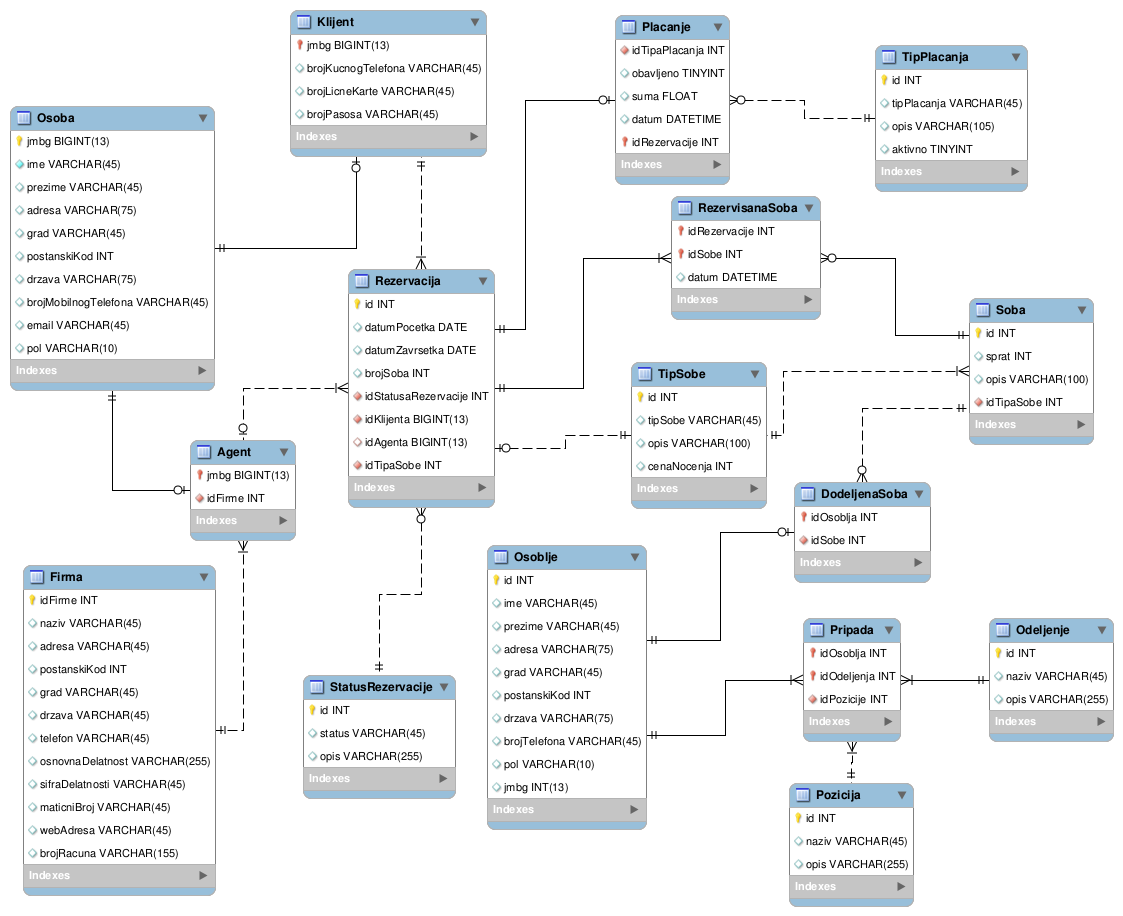 Klijent
jmbg BIGINT(13)
brojKucnogTelefona VARCHAR(45)
brojLicneKarte VARCHAR(45)
brojPasosa VARCHAR(45)
Indexes
Placanje
idTipaPlacanja INT
obavljeno TINYINT
suma FLOAT
datum DATETIME
idRezervacije INT
Indexes
TipPlacanja
id INT
tipPlacanja VARCHAR(45)
opis VARCHAR(105)
aktivno TINYINT
Indexes
Osoba
jmbg BIGINT(13)
ime VARCHAR(45)
prezime VARCHAR(45)
adresa VARCHAR(75)
grad VARCHAR(45)
postanskiKod INT
drzava VARCHAR(75)
brojMobilnogTelefona VARCHAR(45)
email VARCHAR(45)
pol VARCHAR(10)
Indexes
RezervisanaSoba
idRezervacije INT
idSobe INT
datum DATETIME
Indexes
Rezervacija
id INT
datumPocetka DATE
datumZavrsetka DATE
brojSoba INT
idStatusaRezervacije INT
idKlijenta BIGINT(13)
idAgenta BIGINT(13)
idTipaSobe INT
Indexes
Soba
id INT
sprat INT
opis VARCHAR(100)
idTipaSobe INT
Indexes
TipSobe
id INT
tipSobe VARCHAR(45)
opis VARCHAR(100)
cenaNocenja INT
Indexes
Agent
jmbg BIGINT(13)
idFirme INT
Indexes
DodeljenaSoba
idOsoblja INT
idSobe INT
Indexes
Firma
idFirme INT
naziv VARCHAR(45)
adresa VARCHAR(45)
postanskiKod INT
grad VARCHAR(45)
drzava VARCHAR(45)
telefon VARCHAR(45)
osnovnaDelatnost VARCHAR(255)
sifraDelatnosti VARCHAR(45)
maticniBroj VARCHAR(45)
webAdresa VARCHAR(45)
brojRacuna VARCHAR(155)
Indexes
Osoblje
id INT
ime VARCHAR(45)
prezime VARCHAR(45)
adresa VARCHAR(75)
grad VARCHAR(45)
postanskiKod INT
drzava VARCHAR(75)
brojTelefona VARCHAR(45)
pol VARCHAR(10)
jmbg INT(13)
Indexes
StatusRezervacije
id INT
status VARCHAR(45)
opis VARCHAR(255)
Indexes
Pripada
idOsoblja INT
idOdeljenja INT
idPozicije INT
Indexes
Odeljenje
id INT
naziv VARCHAR(45)
opis VARCHAR(255)
Indexes
Pozicija
id INT
naziv VARCHAR(45)
opis VARCHAR(255)
Indexes